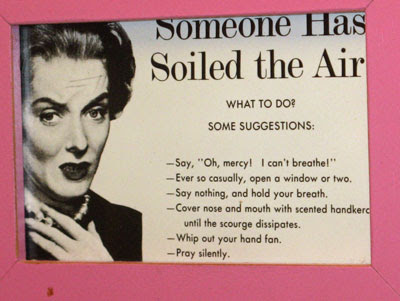 Someone Has
Soiled the Air
WHAT TO DO?
SOME SUGGESTIONS:
—Say, "Oh, mercy! I can't breathe!"
—Ever so casually, open a window or two.
—Say nothing, and hold your breath.
—Cover nose and mouth with scented handkerc
until the scourge dissipates.
—Whip out your hand fan.
—Pray silently.